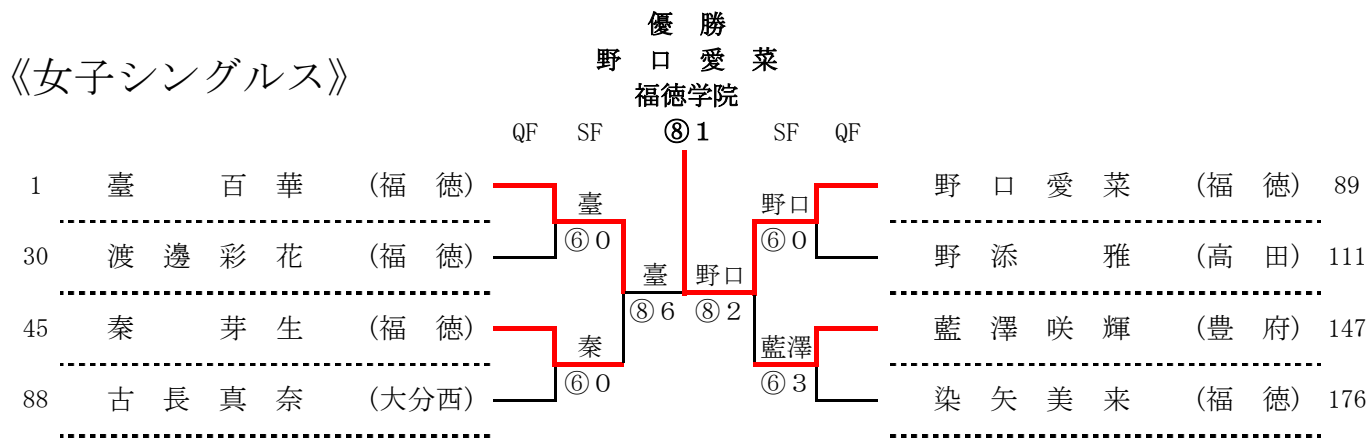 優 勝
《女子シングルス》
野 口 愛 菜
福徳学院
QF SF ⑧１ SF QF
1 臺 百 華 (福 徳) 野 口 愛 菜 (福 徳) 89
臺 野口
⑥０ ⑥０
30 渡 邊 彩 花 (福 徳) 野 添 雅 (高 田) 111
臺 野口
⑧６ ⑧２
45 秦 芽 生 (福 徳) 藍 澤 咲 輝 (豊 府) 147
秦 藍澤
⑥０ ⑥３
88 古 長 真 奈 (大分西) 染 矢 美 来 (福 徳) 176